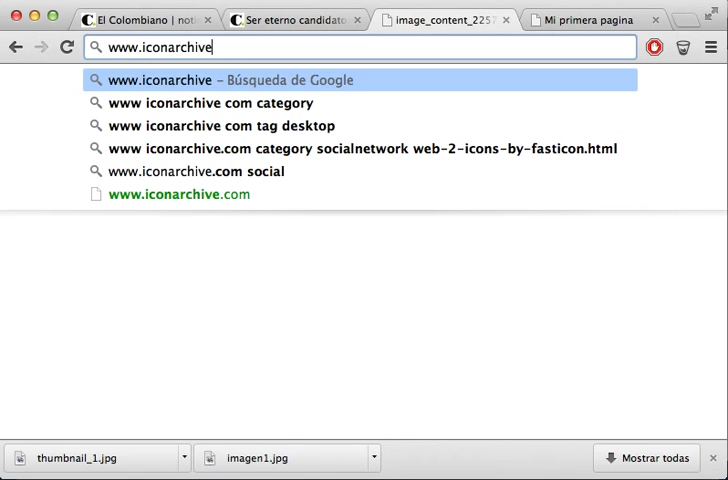 El Colombiano | noti
Ser eterno candidato
image_content_2257
Mi primera pagina
www.iconarchive
www.iconarchive – Búsqueda de Google
www iconarchive com category
www iconarchive com tag desktop
www iconarchive.com category socialnetwork web-2-icons-by-fasticon.html
www.iconarchive.com social
www.iconarchive.com
thumbnail_1.jpg
imagen1.jpg
Mostrar todas